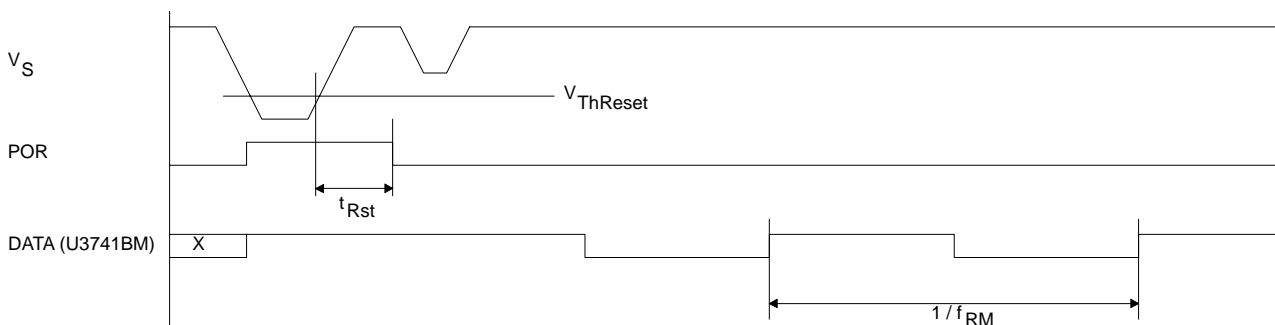 V_S
V_ThReset
POR
t_Rst
DATA (U3741BM)
X
1 / f_RM